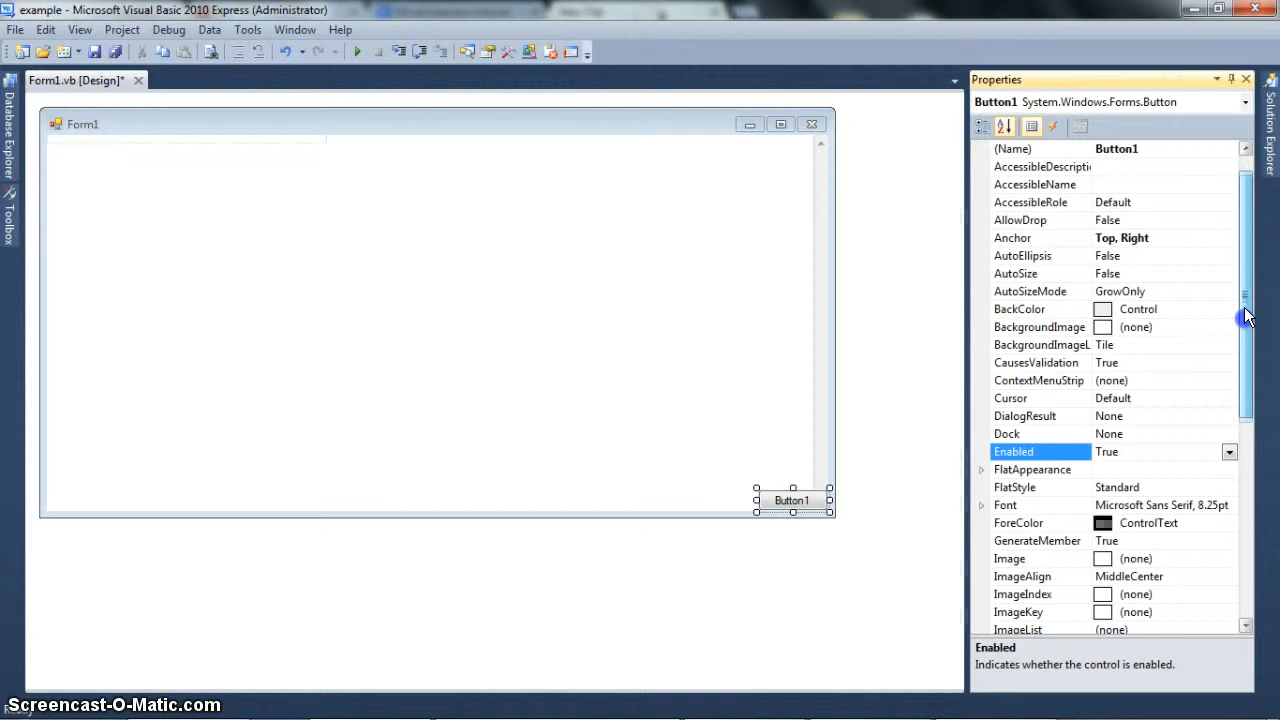 example - Microsoft Visual Basic 2010 Express (Administrator)
File Edit View Project Debug Data Tools Window Help
Form1.vb [Design]*
Properties
Database Explorer
Toolbox
Solution Explorer
Form1
Button1
Button1 System.Windows.Forms.Button
(Name) Button1
AccessibleDescripti
AccessibleName
AccessibleRole Default
AllowDrop False
Anchor Top, Right
AutoEllipsis False
AutoSize False
AutoSizeMode GrowOnly
BackColor Control
BackgroundImage (none)
BackgroundImageL Tile
CausesValidation True
ContextMenuStrip (none)
Cursor Default
DialogResult None
Dock None
Enabled True
FlatAppearance
FlatStyle Standard
Font Microsoft Sans Serif, 8.25pt
ForeColor ControlText
GenerateMember True
Image (none)
ImageAlign MiddleCenter
ImageIndex (none)
ImageKey (none)
ImageList (none)
Enabled
Indicates whether the control is enabled.
Screencast-O-Matic.com